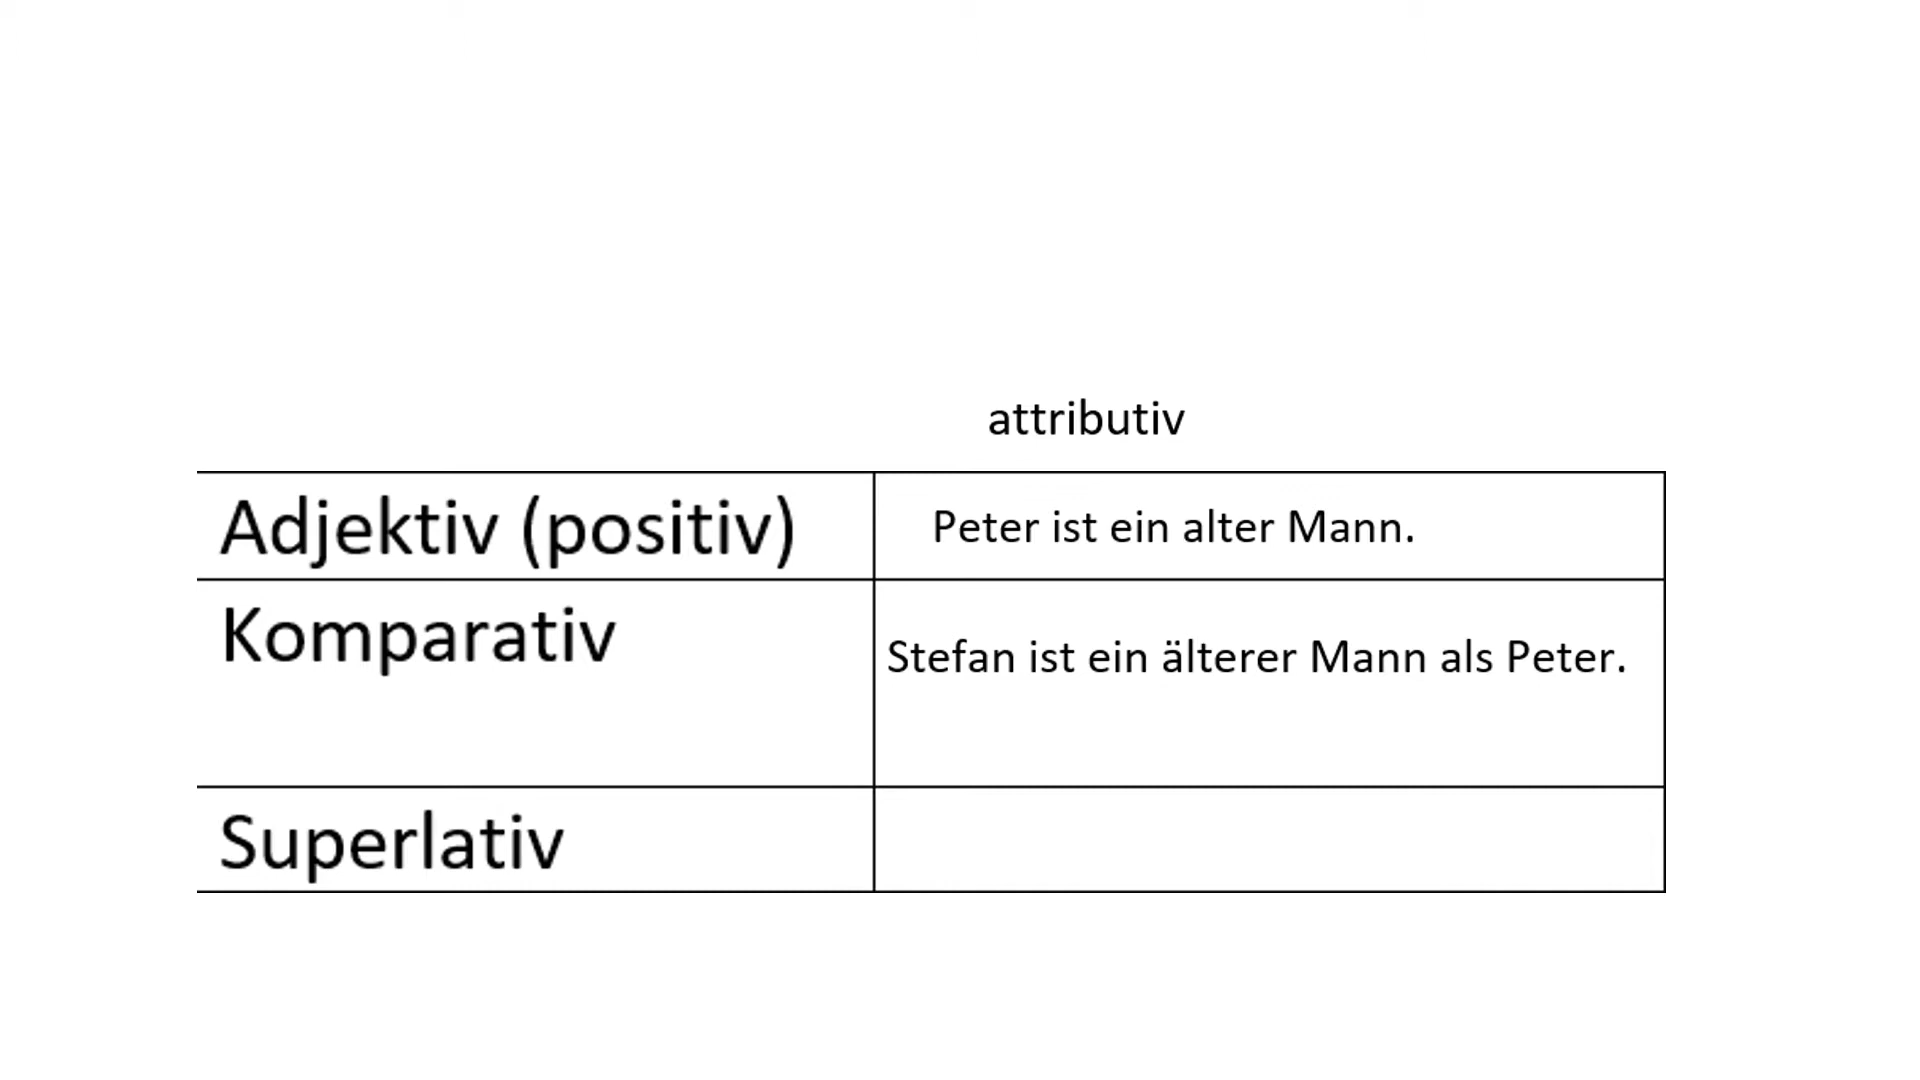 attributiv
Adjektiv (positiv)
Peter ist ein alter Mann.
Komparativ
Stefan ist ein älterer Mann als Peter.
Superlativ